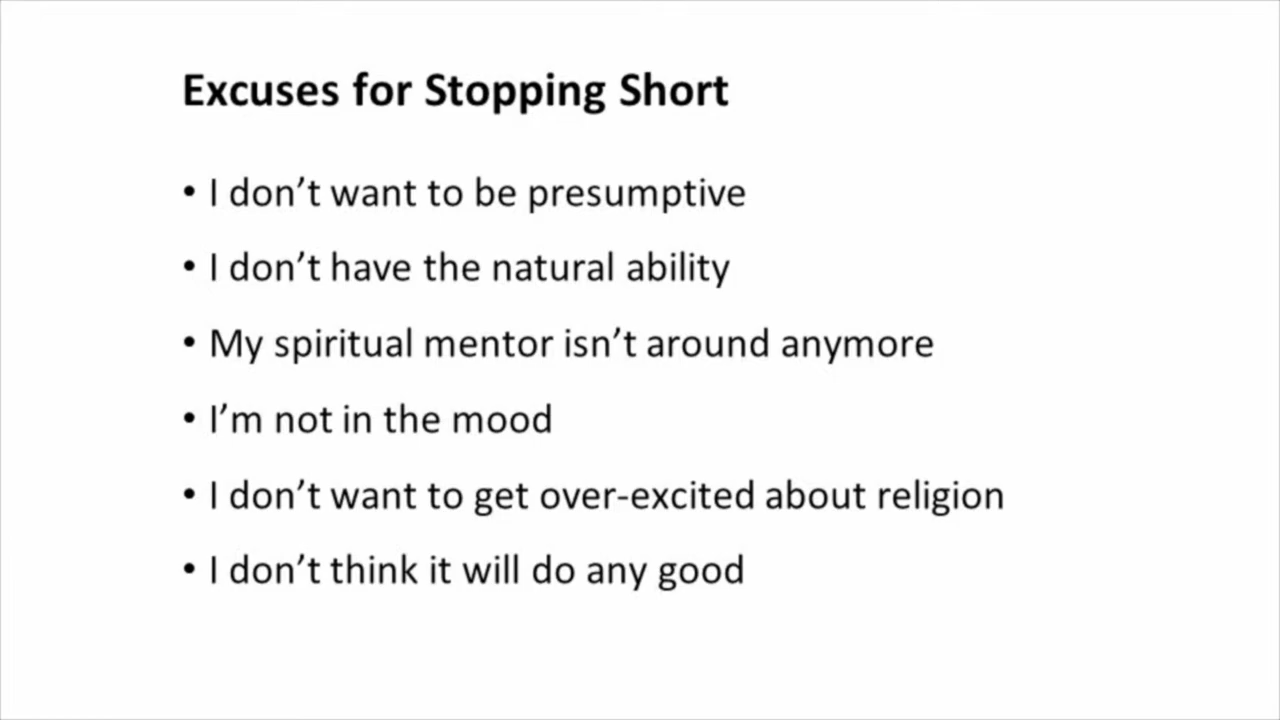 Excuses for Stopping Short
• I don’t want to be presumptive
• I don’t have the natural ability
• My spiritual mentor isn’t around anymore
• I’m not in the mood
• I don’t want to get over-excited about religion
• I don’t think it will do any good